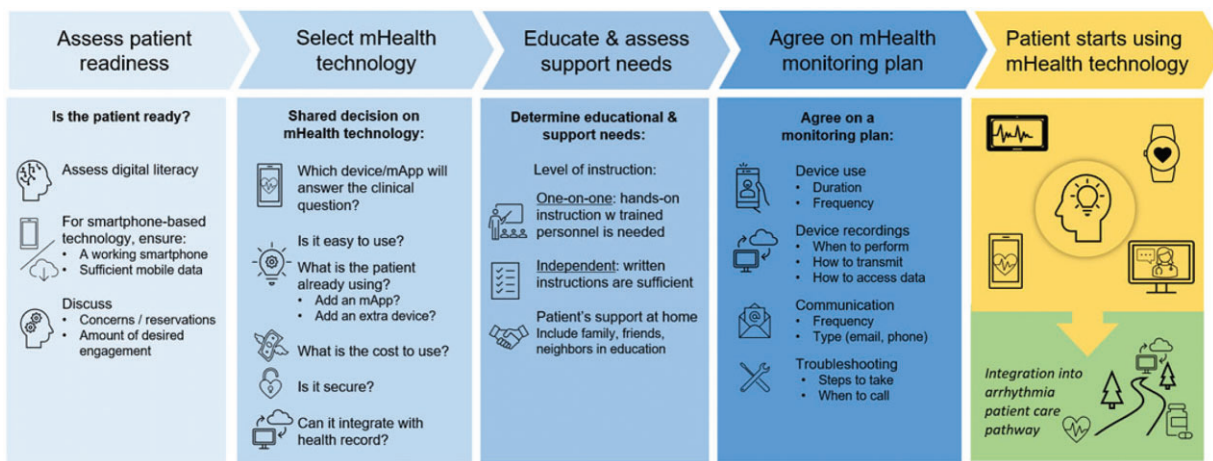 Assess patient
readiness
Select mHealth
technology
Educate & assess
support needs
Agree on mHealth
monitoring plan
Patient starts using
mHealth technology
Is the patient ready?
Assess digital literacy
For smartphone-based
technology, ensure:
• A working smartphone
• Sufficient mobile data
Discuss
• Concerns / reservations
• Amount of desired
engagement
Shared decision on
mHealth technology:
Which device/mApp will
answer the clinical
question?
Is it easy to use?
What is the patient
already using?
• Add an mApp?
• Add an extra device?
What is the cost to use?
Is it secure?
Can it integrate with
health record?
Determine educational &
support needs:
Level of instruction:
One-on-one: hands-on
instruction w trained
personnel is needed
Independent: written
instructions are sufficient
Patient's support at home
Include family, friends,
neighbors in education
Agree on a
monitoring plan:
Device use
• Duration
• Frequency
Device recordings
• When to perform
• How to transmit
• How to access data
Communication
• Frequency
• Type (email, phone)
Troubleshooting
• Steps to take
• When to call
Integration into
arrhythmia
patient care
pathway